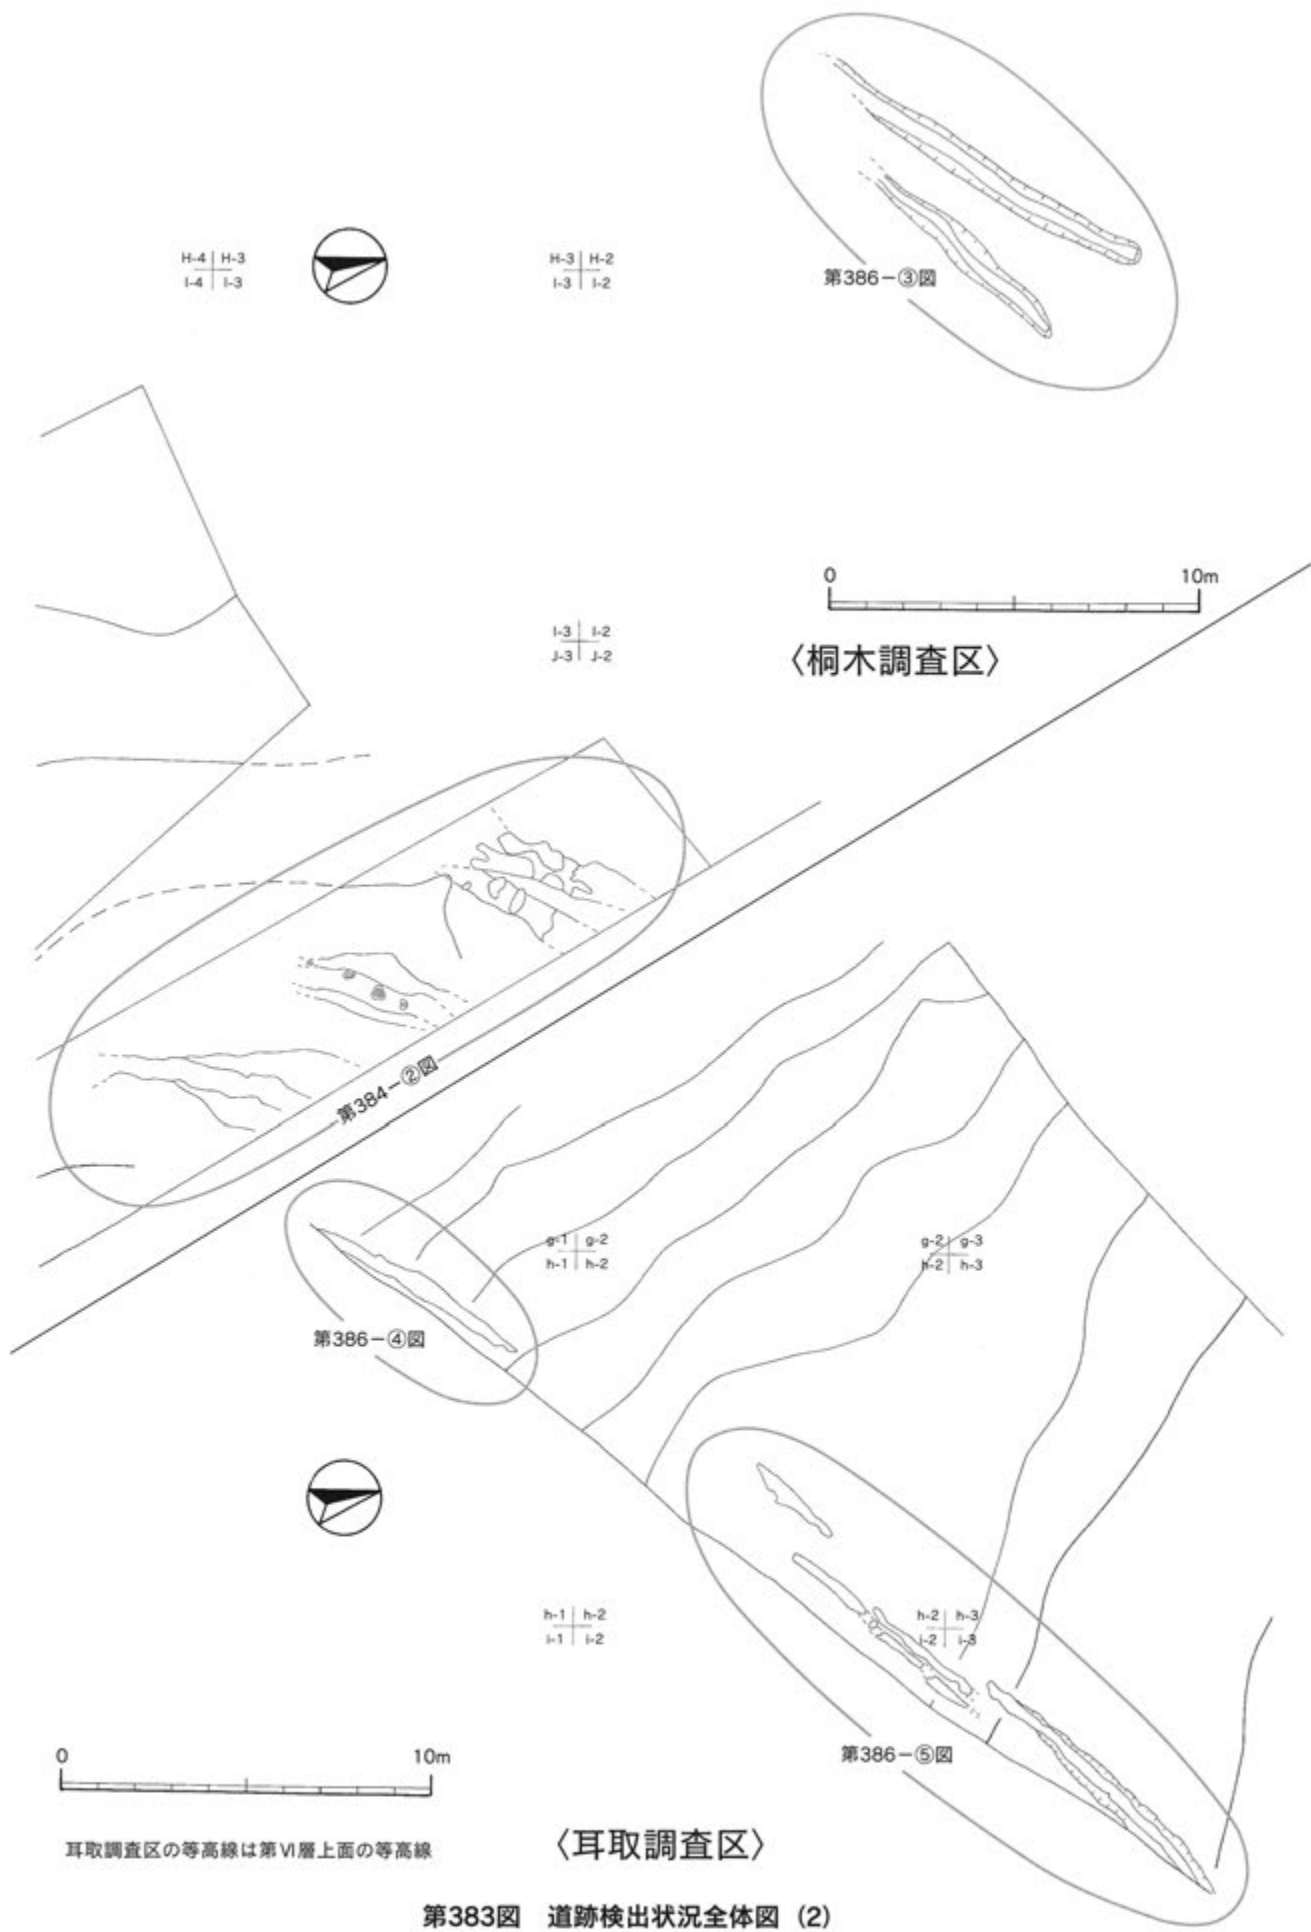 H-4 H-3
I-4 I-3
H-3 H-2
I-3 I-2
第386-③図
0 10m
I-3 I-2
J-3 J-2
〈桐木調査区〉
第384-②図
g-1 g-2
h-1 h-2
g-2 g-3
h-2 h-3
第386-④図
h-1 h-2
i-1 i-2
h-2 h-3
i-2 i-3
第386-⑤図
0 10m
耳取調査区の等高線は第Ⅵ層上面の等高線
〈耳取調査区〉
第383図 道跡検出状況全体図 (2)